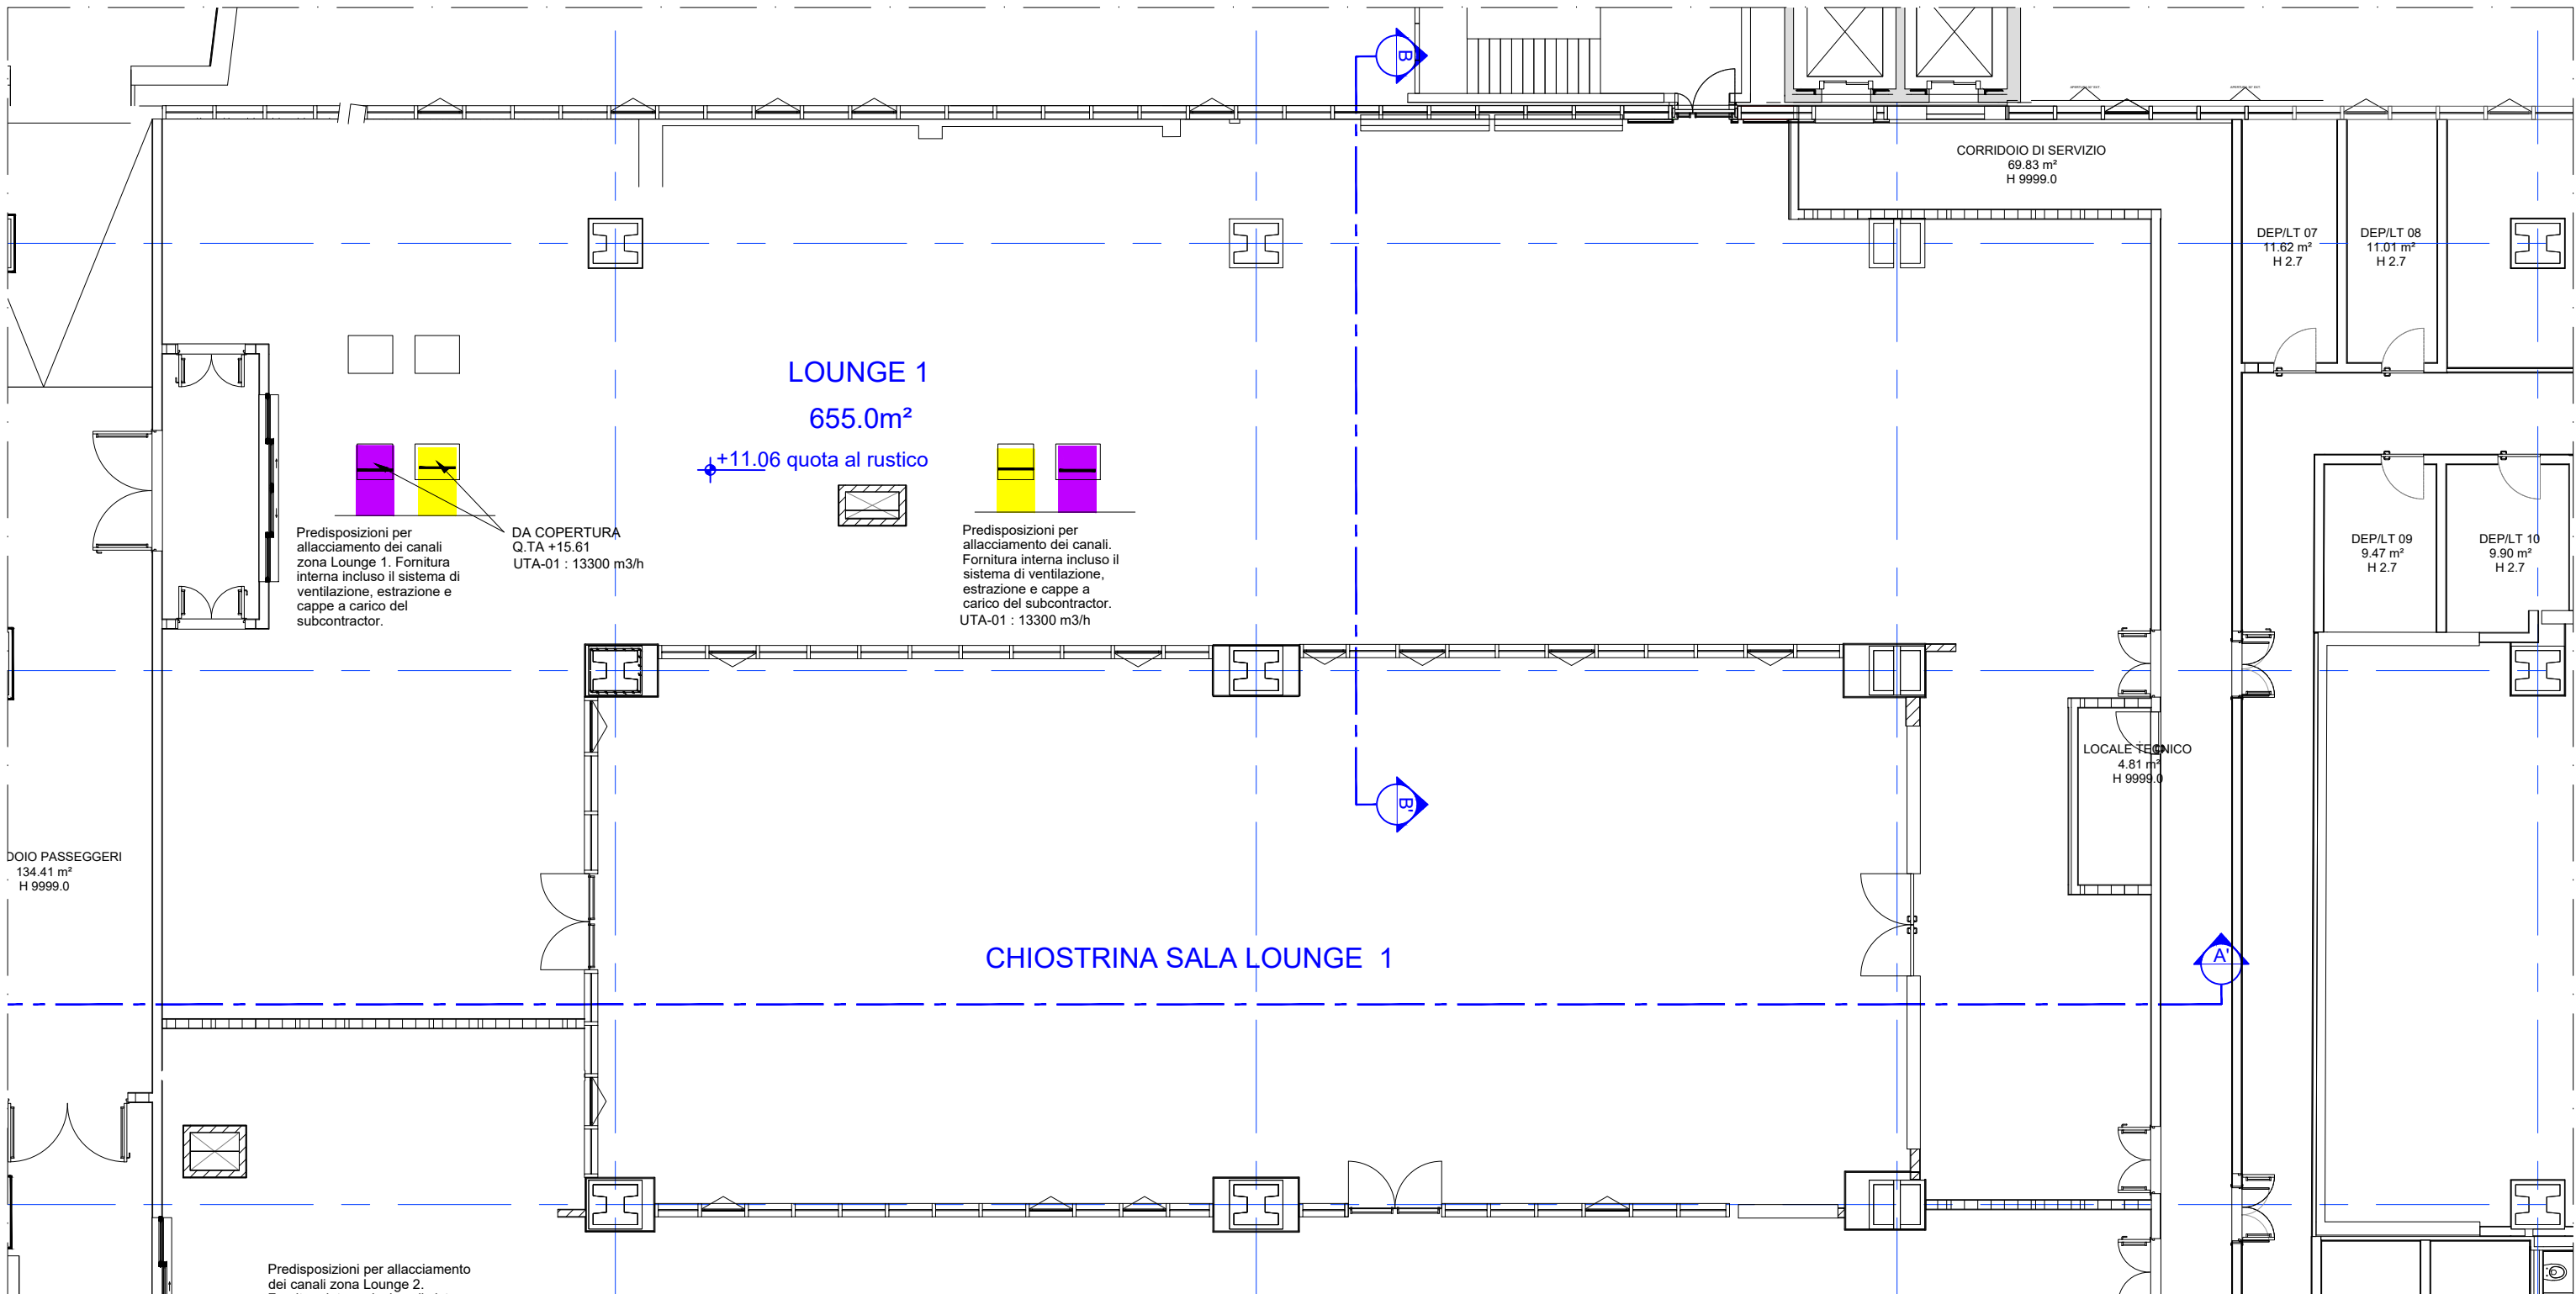 B
CORRIDOIO DI SERVIZIO
69.83 m²
H 9999.0
DEP/LT 07
11.62 m²
H 2.7
DEP/LT 08
11.01 m²
H 2.7
LOUNGE 1
655.0m²
+11.06 quota al rustico
Predisposizioni per
allacciamento dei canali
zona Lounge 1. Fornitura
interna incluso il sistema di
ventilazione, estrazione e
cappe a carico del
subcontractor.
DA COPERTURA
Q.TA +15.61
UTA-01 : 13300 m3/h
Predisposizioni per
allacciamento dei canali.
Fornitura interna incluso il
sistema di ventilazione,
estrazione e cappe a
carico del subcontractor.
UTA-01 : 13300 m3/h
DEP/LT 09
9.47 m²
H 2.7
DEP/LT 10
9.90 m²
H 2.7
LOCALE TECNICO
4.81 m²
H 9999.0
B'
DOIO PASSEGGERI
134.41 m²
H 9999.0
CHIOSTRINA SALA LOUNGE 1
A'
Predisposizioni per allacciamento
dei canali zona Lounge 2.